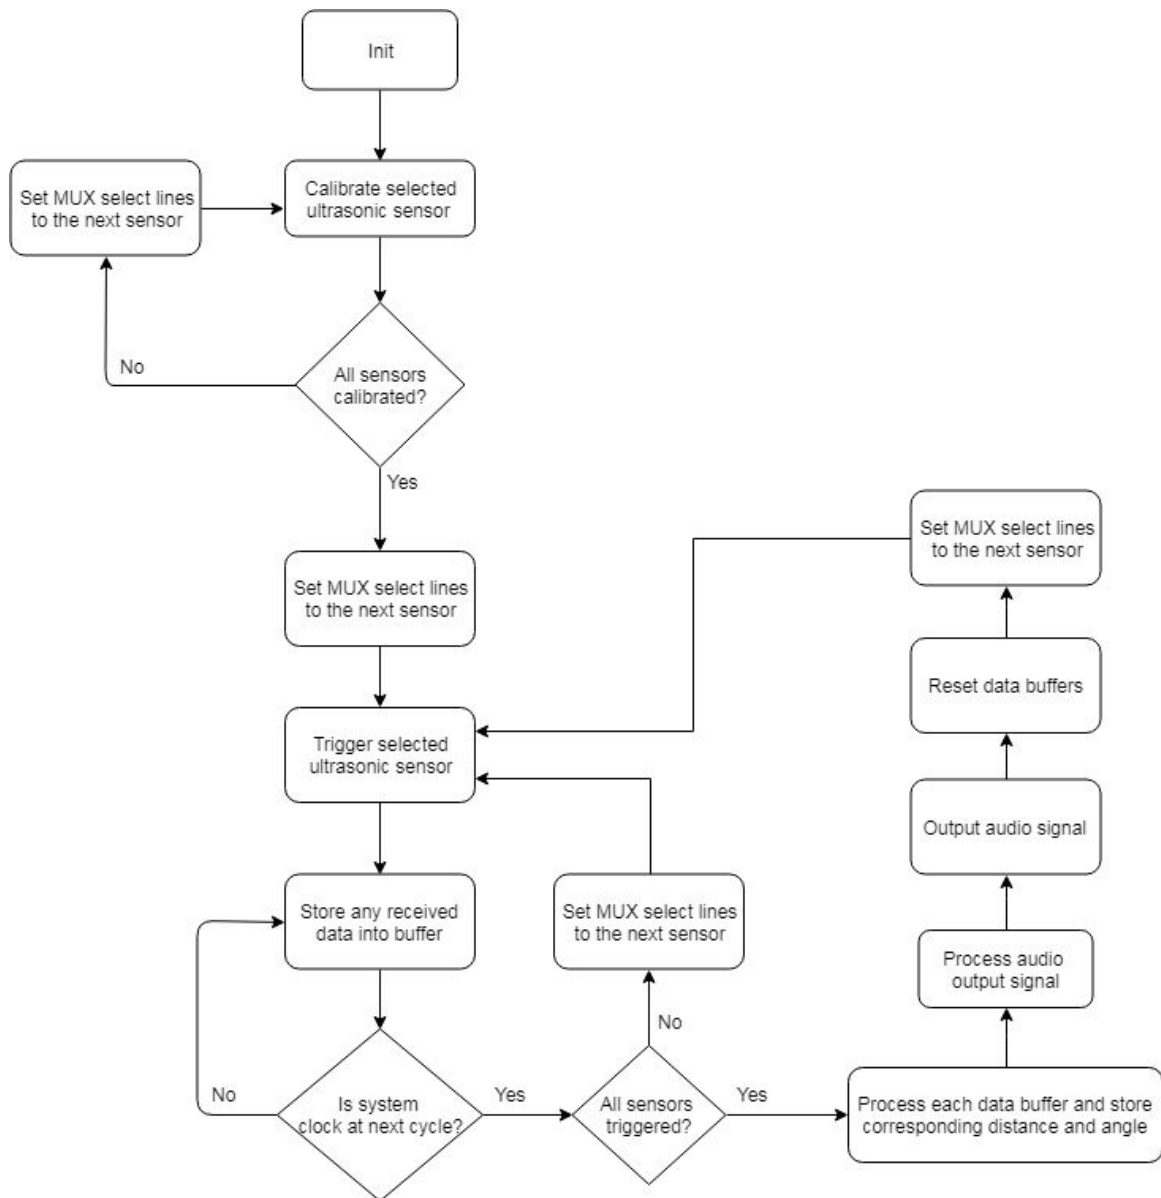 Init
Set MUX select lines
to the next sensor
Calibrate selected
ultrasonic sensor
No
All sensors
calibrated?
Yes
Set MUX select lines
to the next sensor
Set MUX select lines
to the next sensor
Reset data buffers
Trigger selected
ultrasonic sensor
Output audio signal
Store any received
data into buffer
Set MUX select lines
to the next sensor
Process audio
output signal
No
No
Is system
clock at next cycle?
Yes
All sensors
triggered?
Yes
Process each data buffer and store
corresponding distance and angle